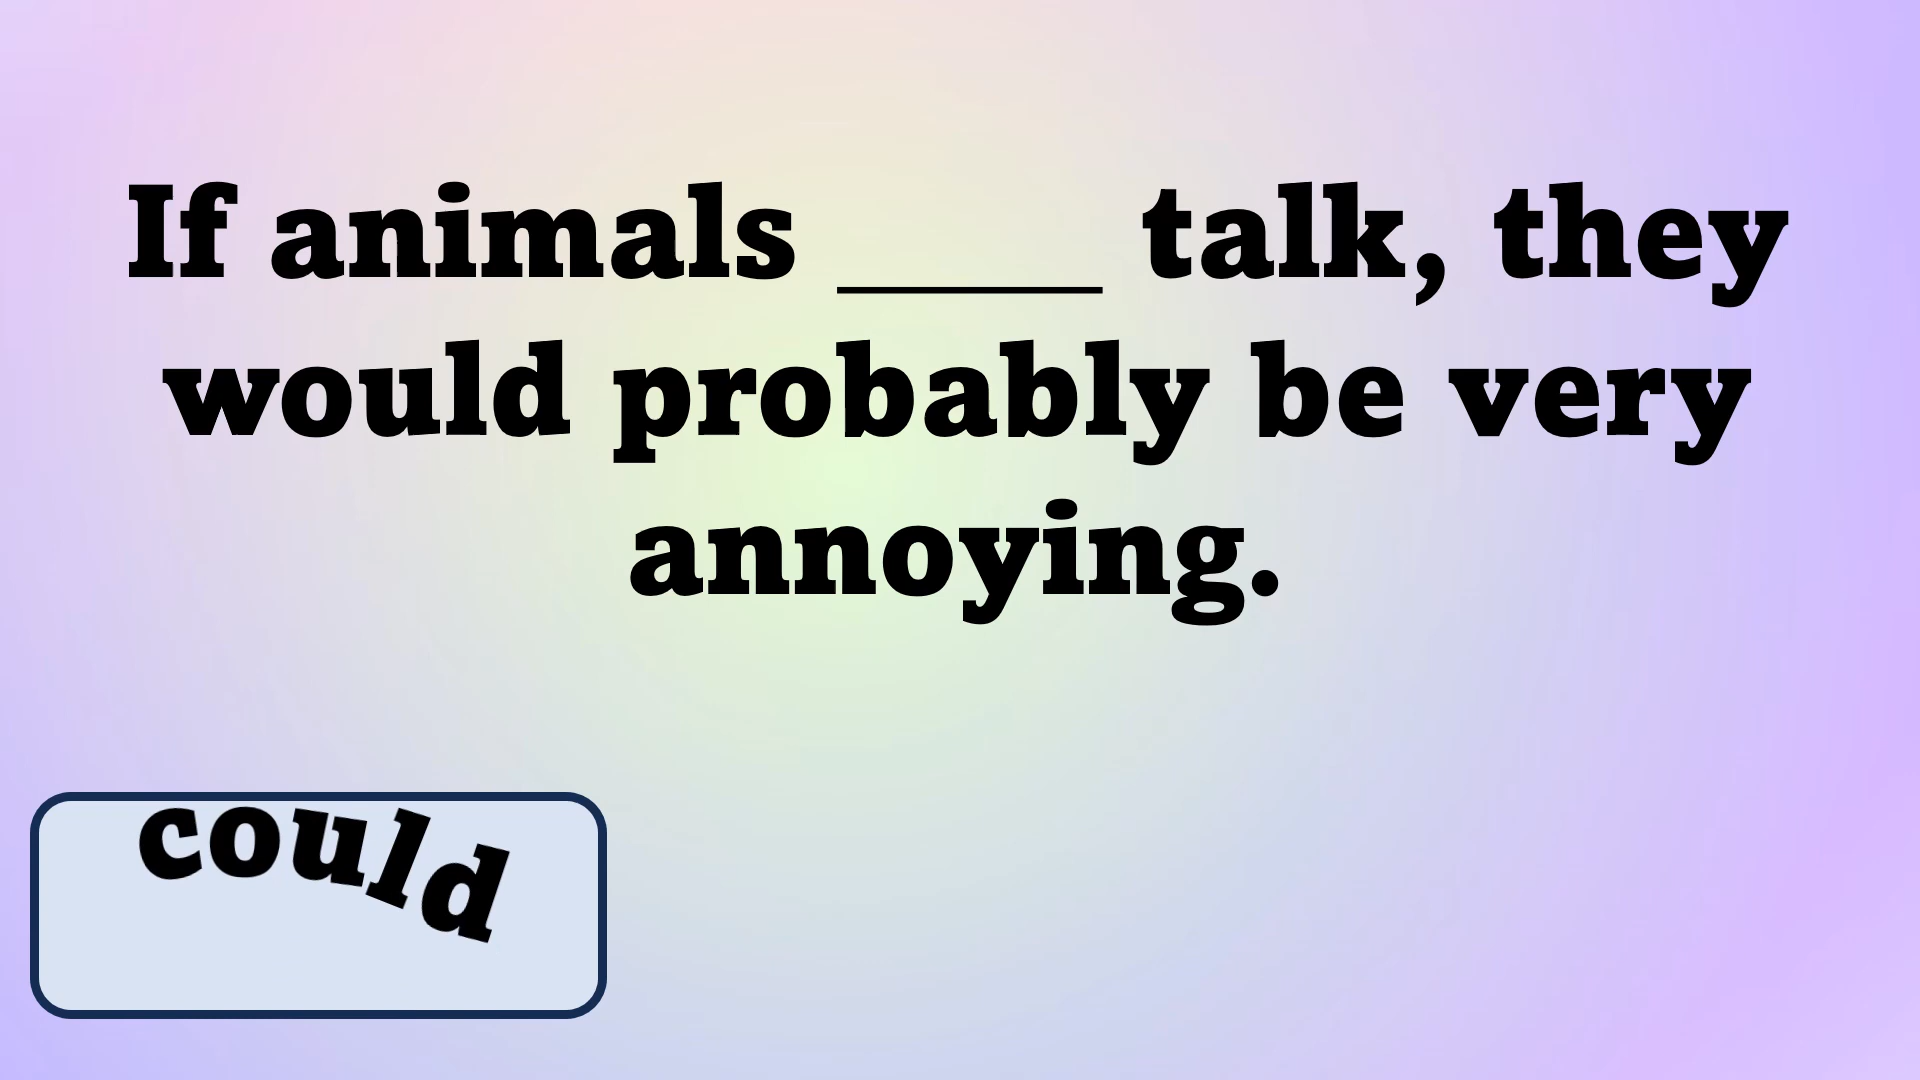 If animals ____ talk, they
would probably be very
annoying.
could